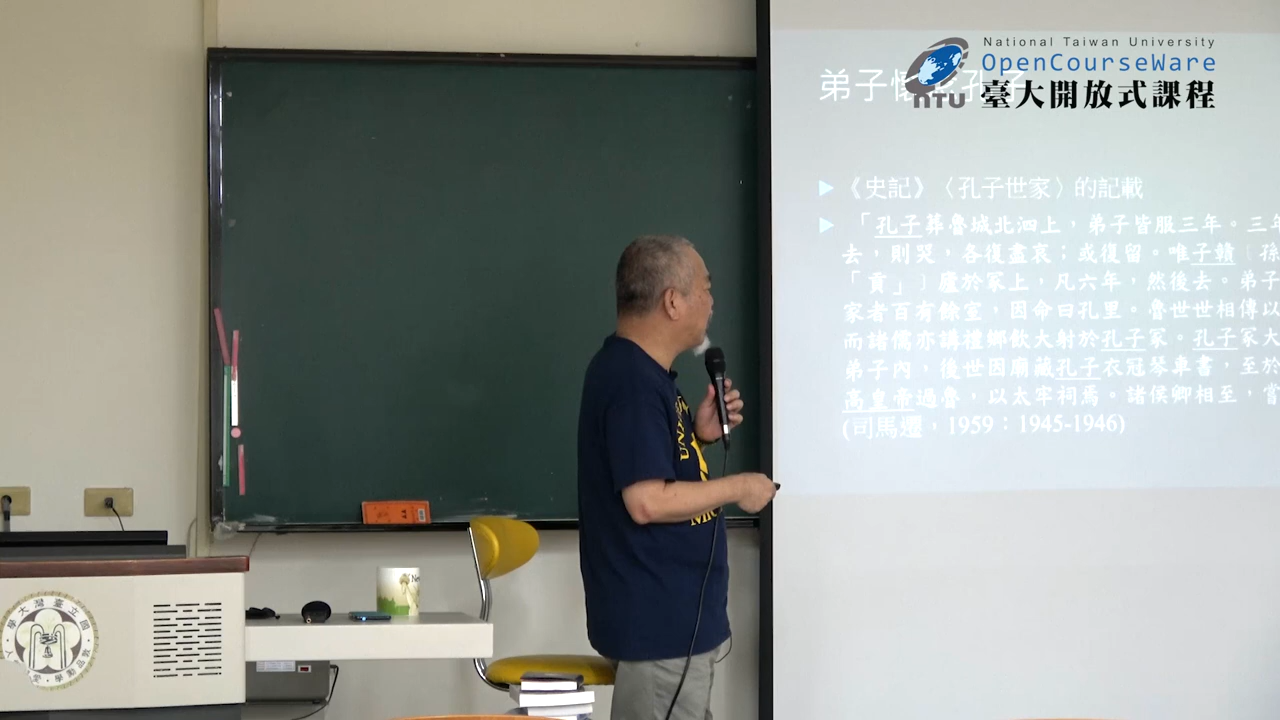 National Taiwan University
OpenCourseWare
NTU 臺大開放式課程
弟子懷念孔子
《史記》〈孔子世家〉的記載
「孔子葬魯城北泗上，弟子皆服三年。三年
去，則哭，各復盡哀；或復留。唯子贛〔孫
「貢」〕廬於冢上，凡六年，然後去。弟子
家者百有餘室，因命曰孔里。魯世世相傳以
而諸儒亦講禮鄉飲大射於孔子冢。孔子冢大
弟子內，後世因廟藏孔子衣冠琴車書，至於
高皇帝過魯，以太牢祠焉。諸侯卿相至，嘗
(司馬遷，1959：1945-1946)